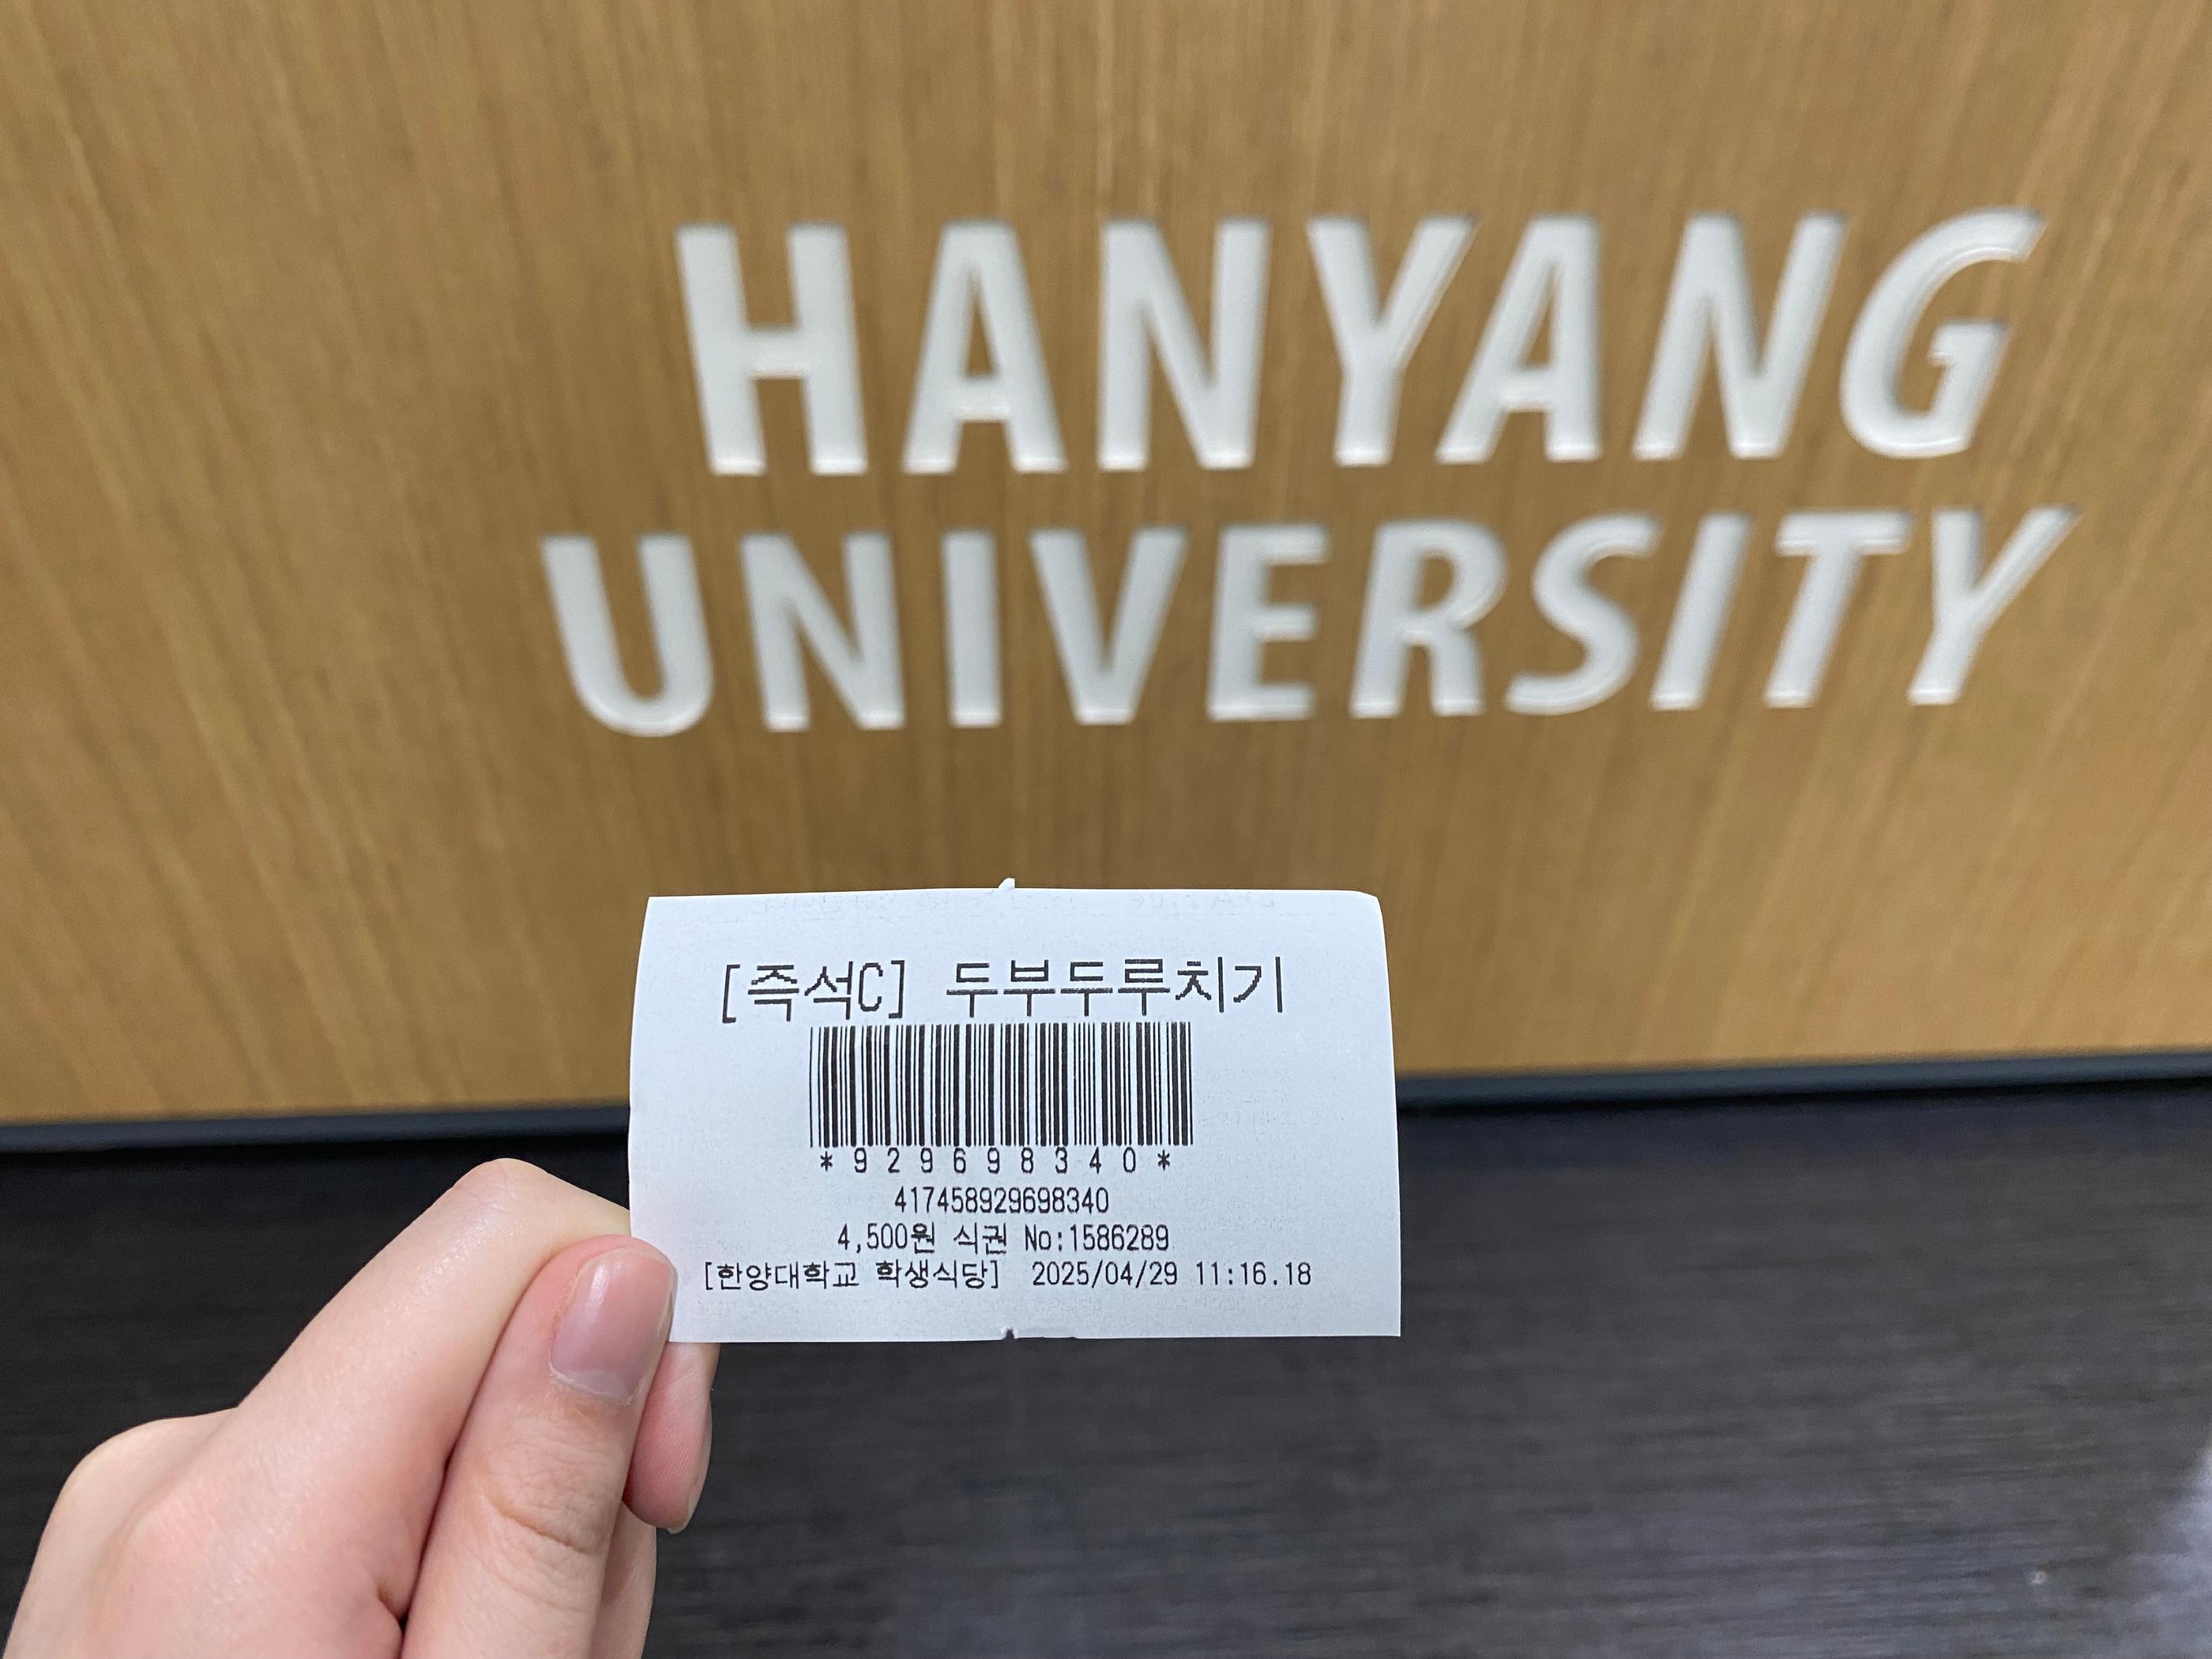 HANYANG
UNIVERSITY
[즉석C] 두부두루치기
*929698340*
417458929698340
4,500원 식권 No:1586289
[한양대학교 학생식당] 2025/04/29 11:16.18